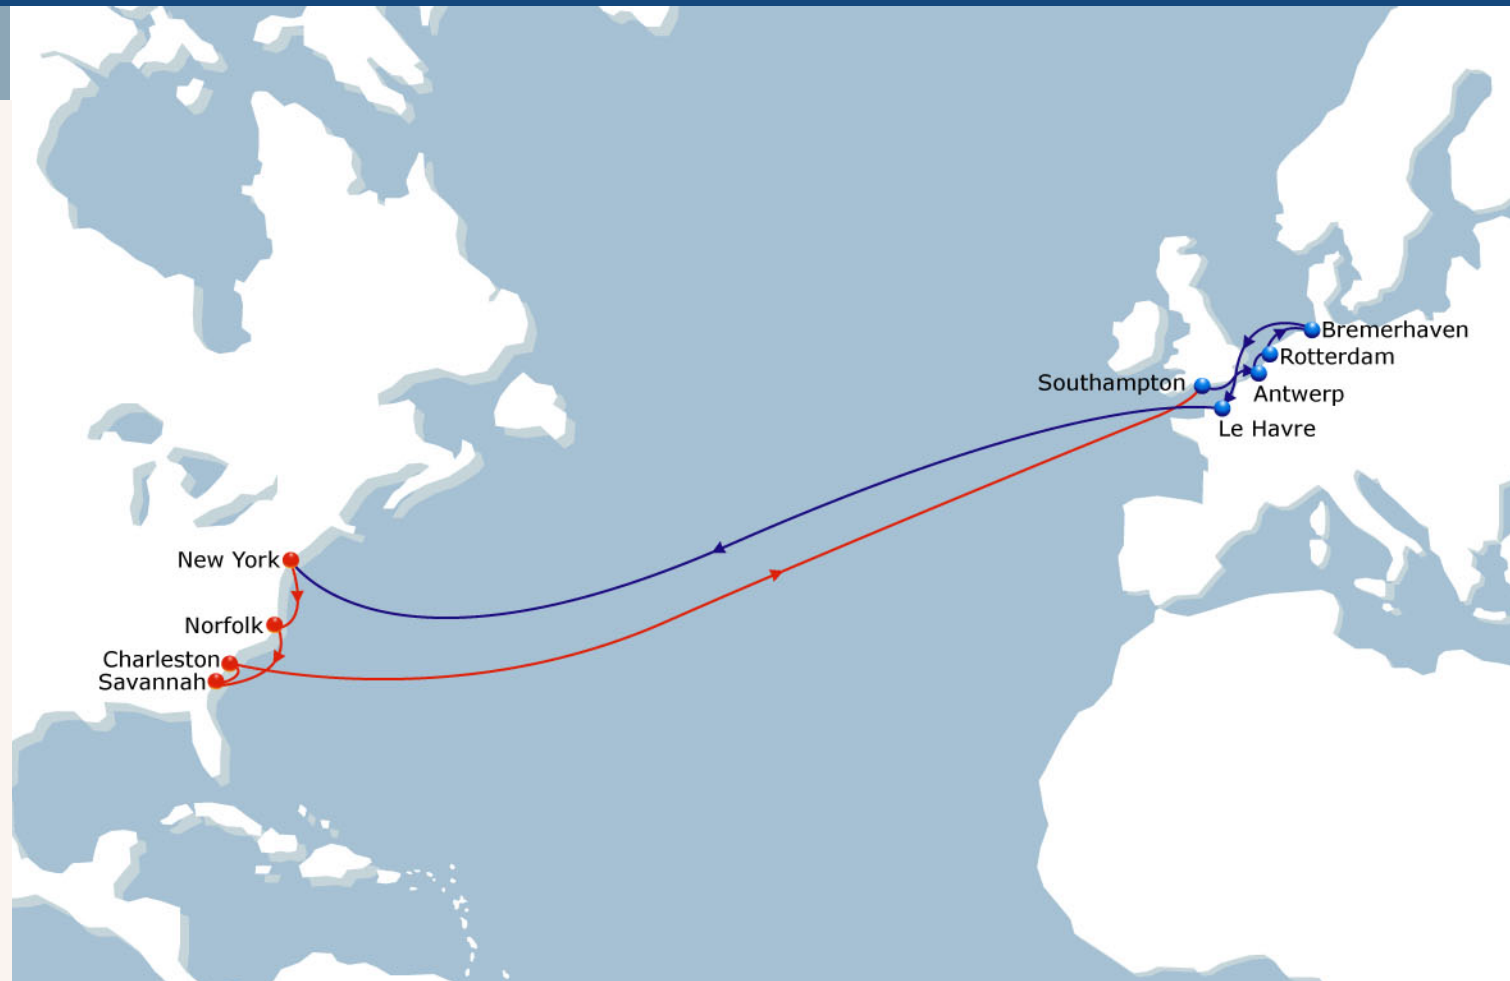 Bremerhaven
Rotterdam
Southampton
Antwerp
Le Havre
New York
Norfolk
Charleston
Savannah